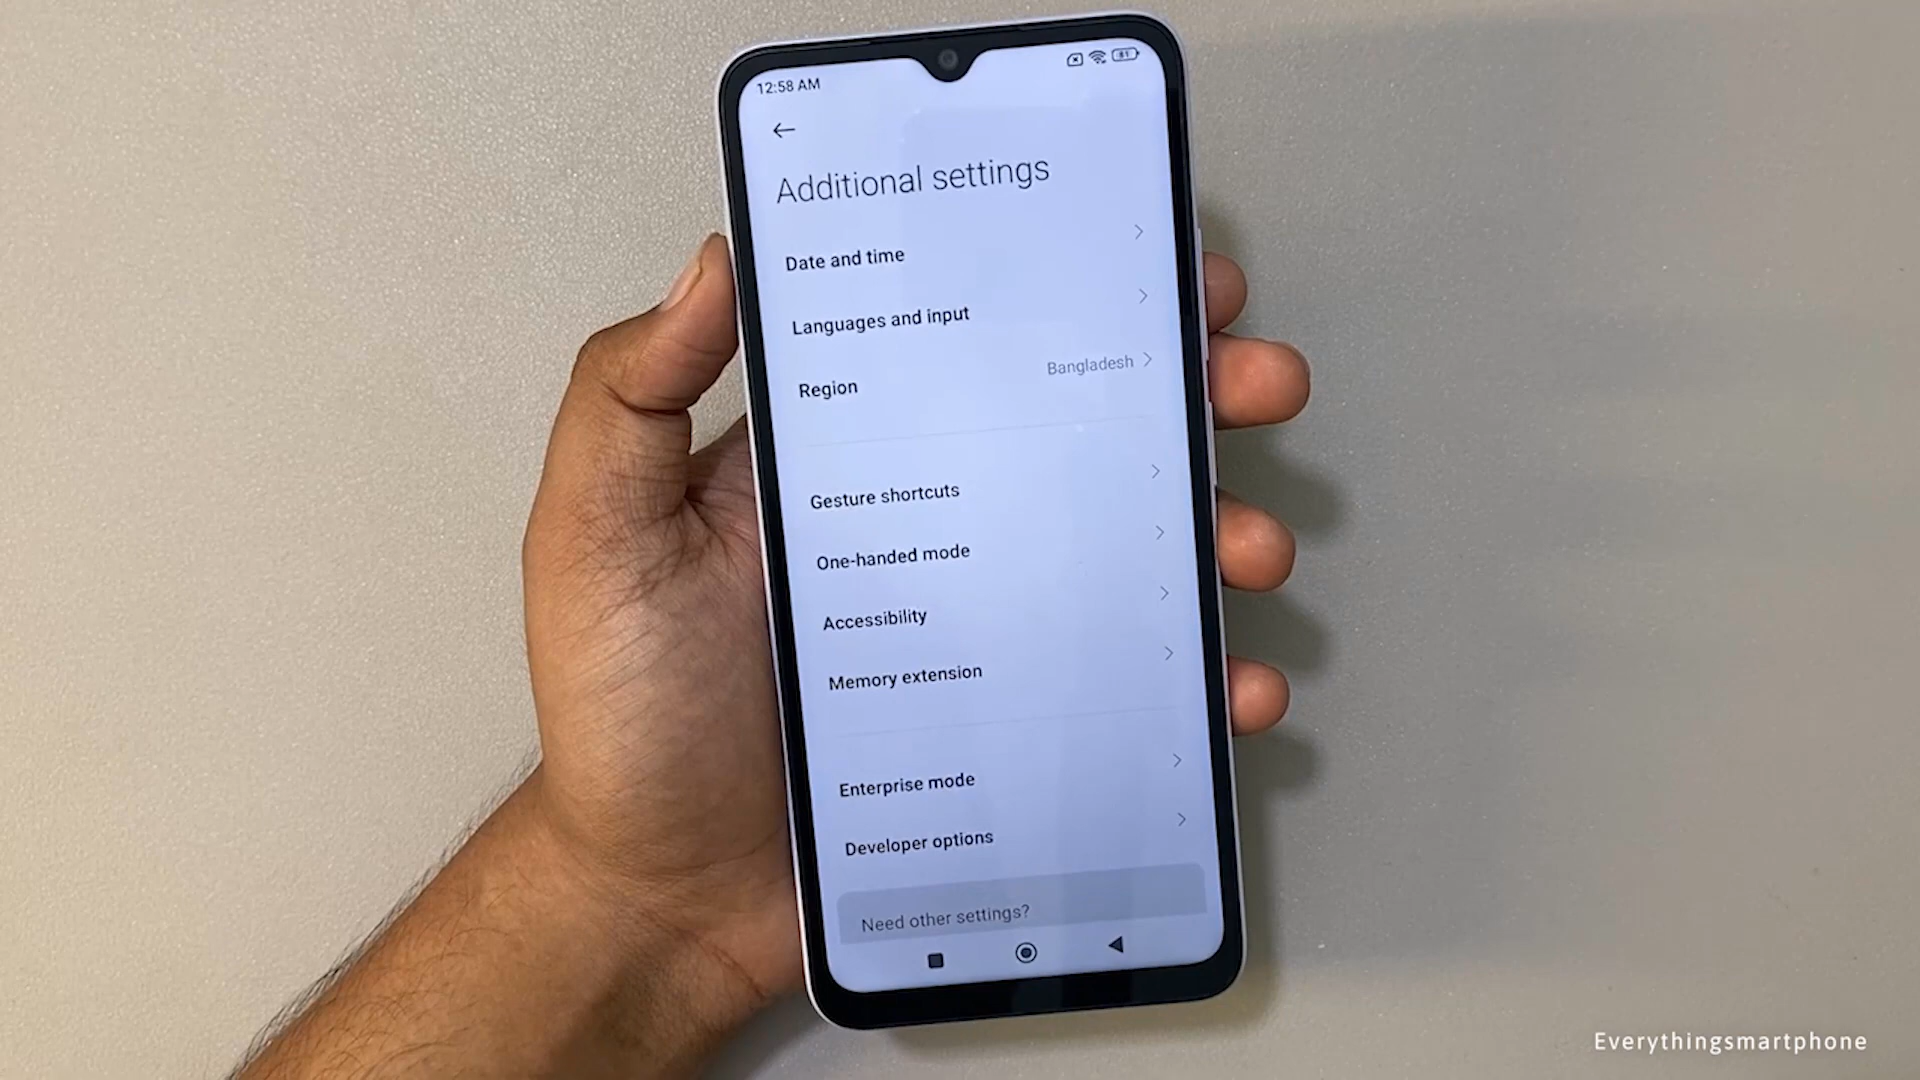 12:58 AM
81
Additional settings
Date and time
Languages and input
Region
Bangladesh
Gesture shortcuts
One-handed mode
Accessibility
Memory extension
Enterprise mode
Developer options
Need other settings?
Everythingsmartphone